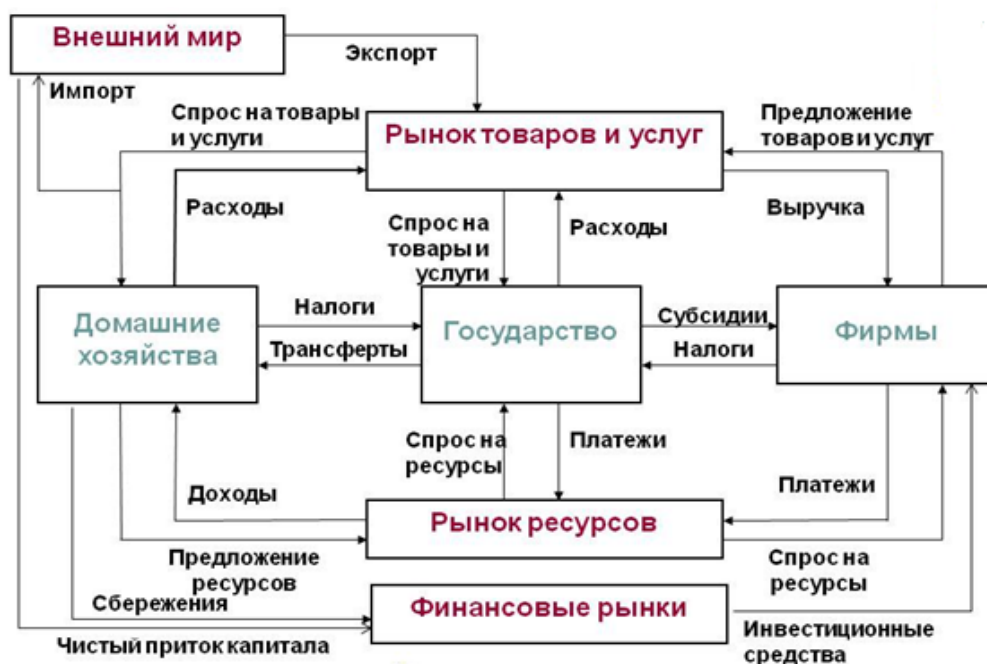 Внешний мир
Экспорт
Импорт
Спрос на товары
и услуги
Рынок товаров и услуг
Предложение
товаров и услуг
Расходы
Спрос на
товары и
услуги
Расходы
Выручка
Домашние
хозяйства
Налоги
Трансферты
Государство
Субсидии
Налоги
Фирмы
Спрос на
ресурсы
Платежи
Доходы
Платежи
Рынок ресурсов
Предложение
ресурсов
Спрос на
ресурсы
Сбережения
Финансовые рынки
Чистый приток капитала
Инвестиционные
средства